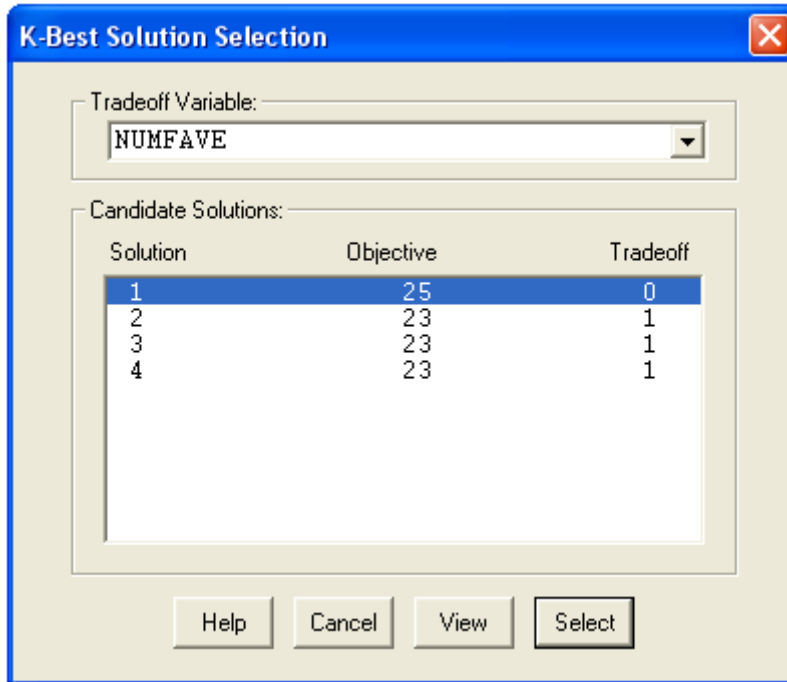 K-Best Solution Selection
Tradeoff Variable:
NUMFAVE
Candidate Solutions:
Solution Objective Tradeoff
1 25 0
2 23 1
3 23 1
4 23 1
Help Cancel View Select